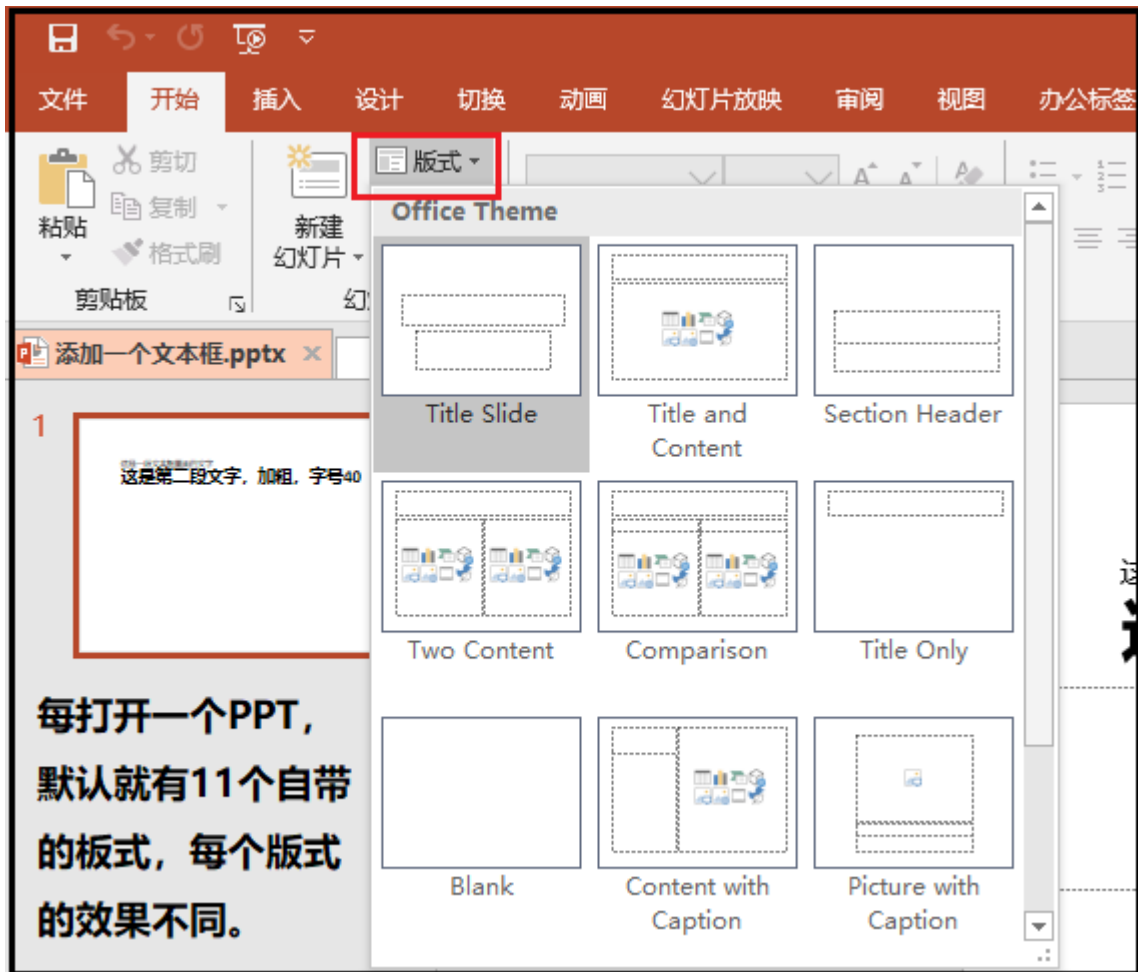 文件 开始 插入 设计 切换 动画 幻灯片放映 审阅 视图 办公标签
版式
剪切
复制
格式刷
粘贴
新建
幻灯片
剪贴板
幻
Office Theme
Title Slide
Title and
Content
Section Header
Two Content
Comparison
Title Only
Blank
Content with
Caption
Picture with
Caption
添加一个文本框.pptx
1
这是第二段文字，加粗，字号40
每打开一个PPT，
默认就有11个自带
的板式，每个版式
的效果不同。
这